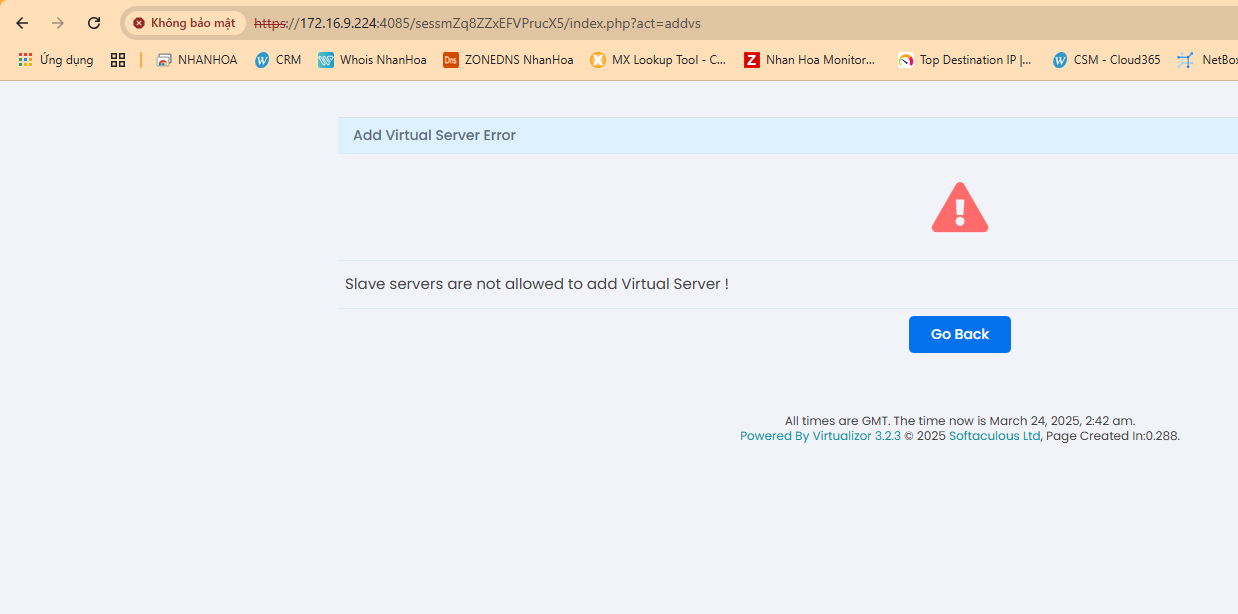 Không bảo mật https://172.16.9.224:4085/sessmZq8ZZxEFVPrucX5/index.php?act=addvs
Ứng dụng NHANHOA CRM Whois NhanHoa Dns ZONEDNS NhanHoa MX Lookup Tool - C... Z Nhan Hoa Monitor... Top Destination IP |... CSM - Cloud365 NetBox
Add Virtual Server Error
Slave servers are not allowed to add Virtual Server !
Go Back
All times are GMT. The time now is March 24, 2025, 2:42 am.
Powered By Virtualizor 3.2.3 © 2025 Softaculous Ltd, Page Created In:0.288.